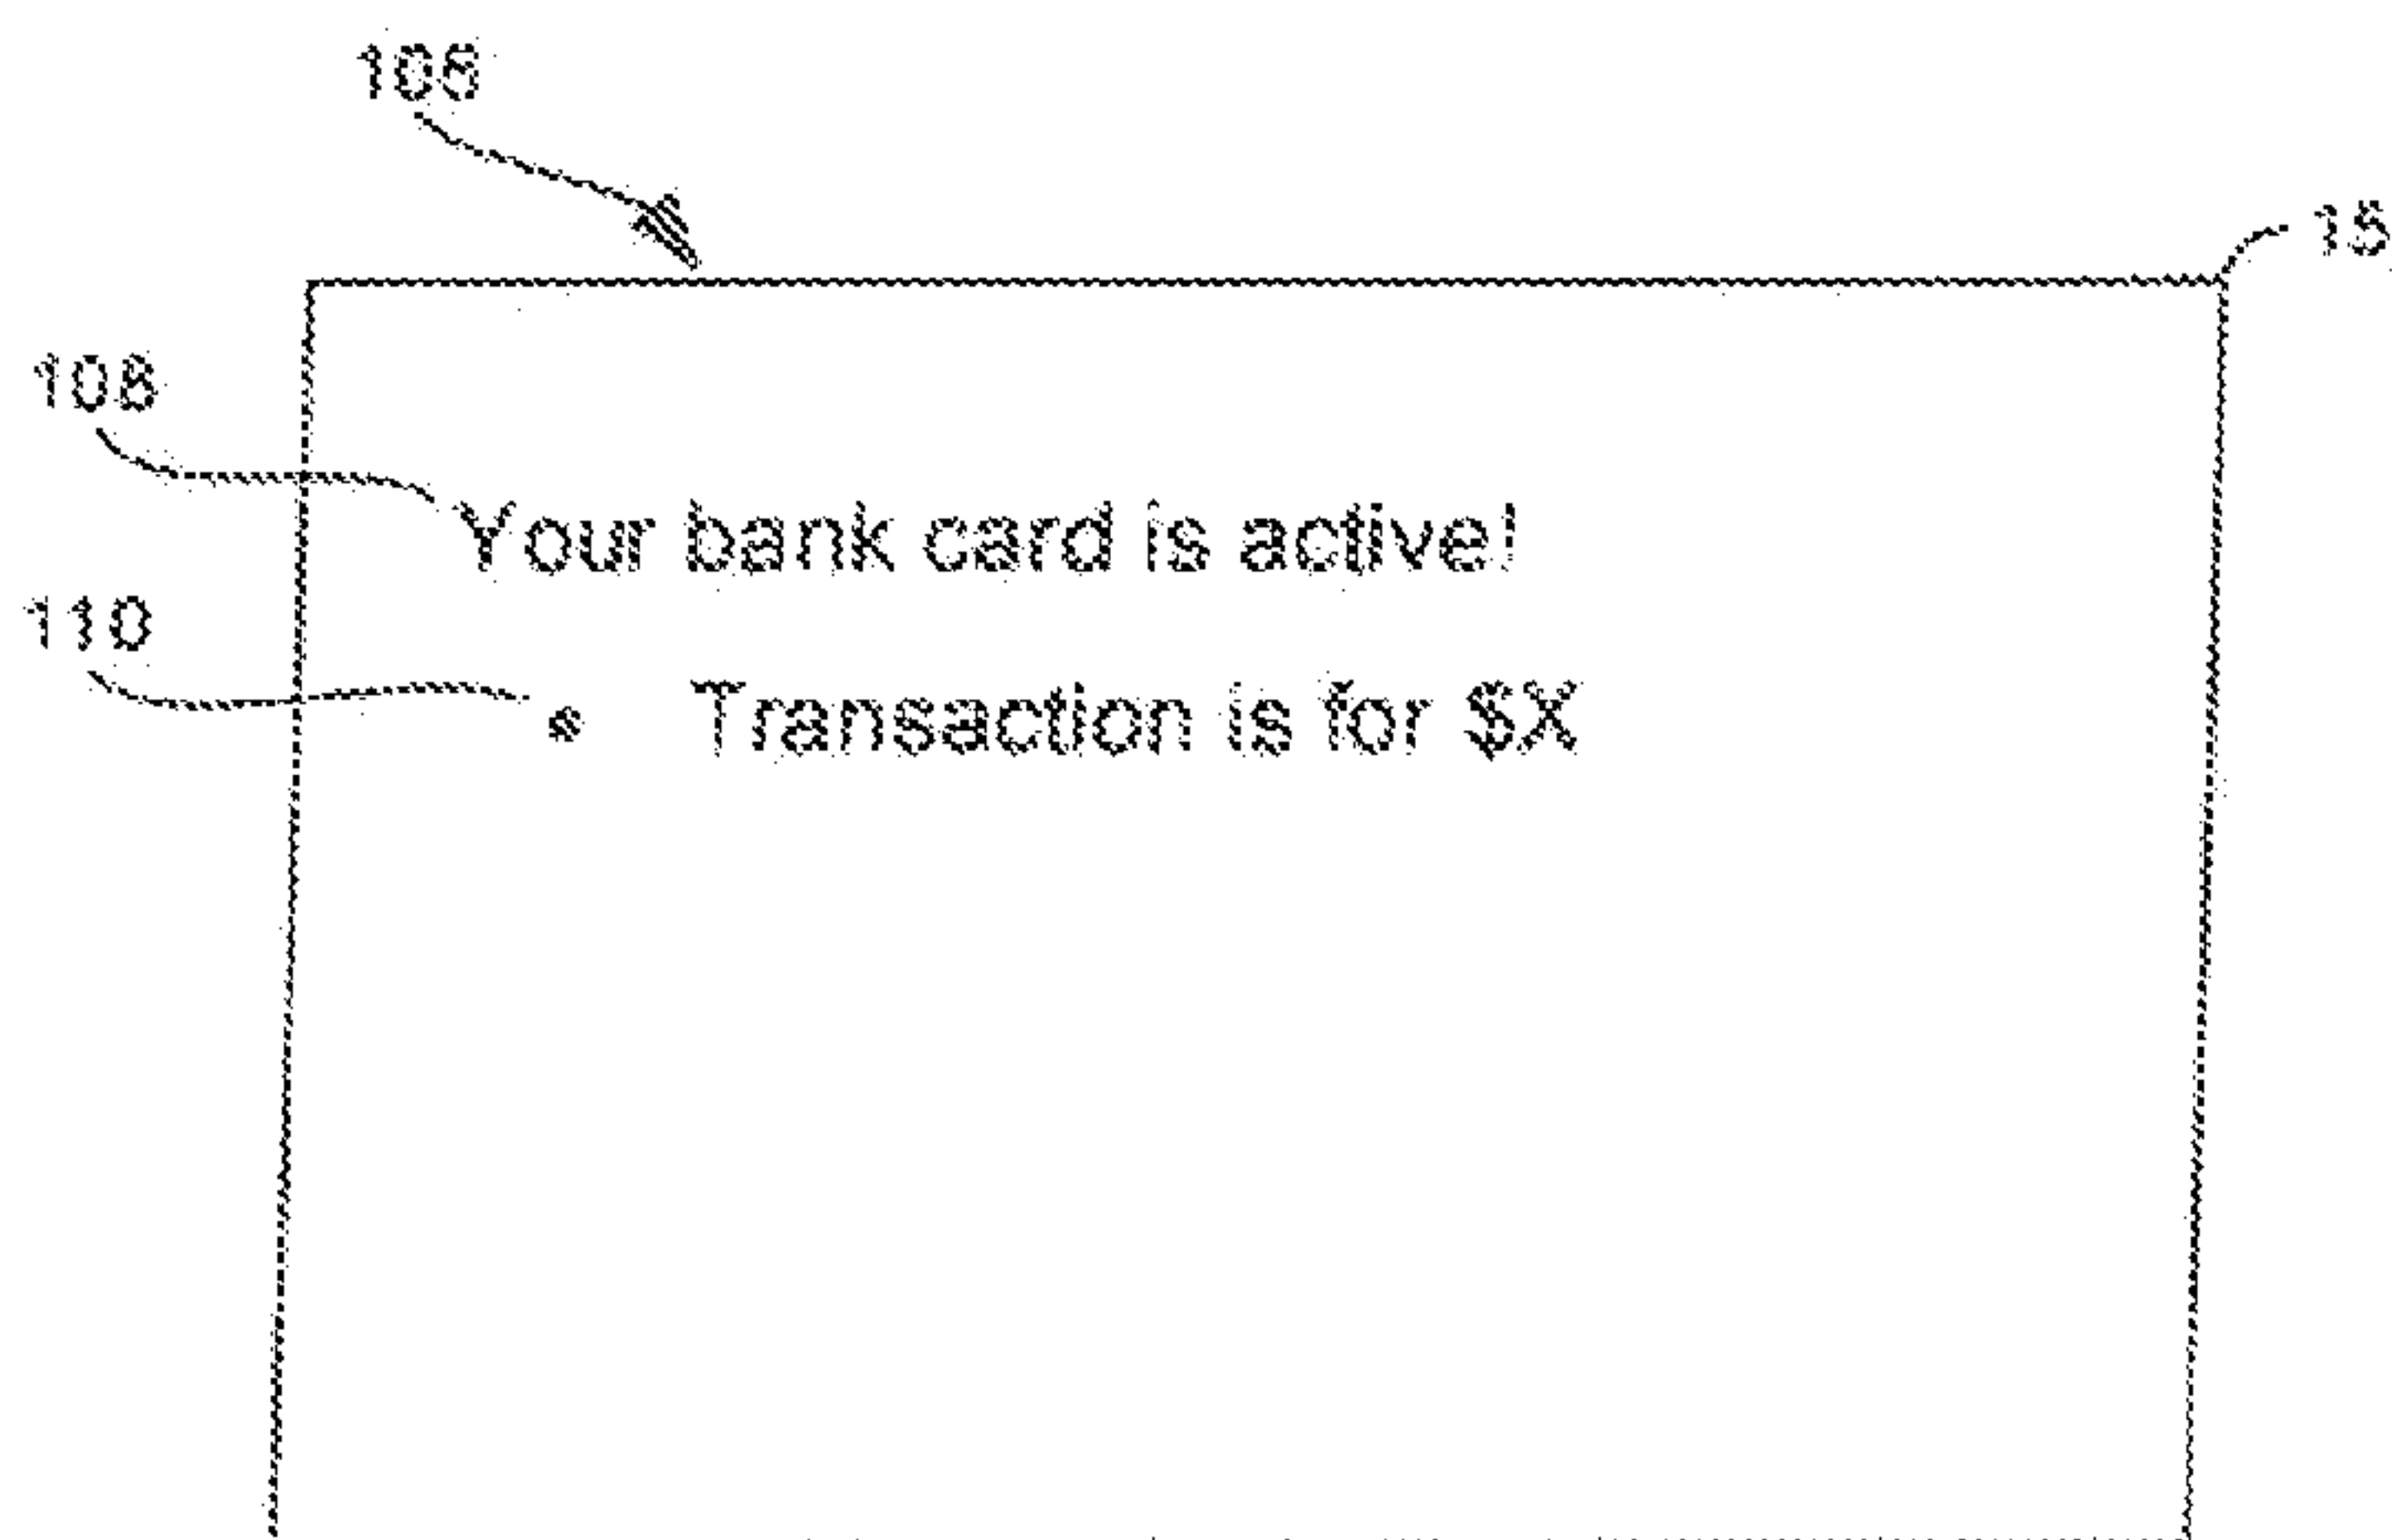 106
15
108
Your bank card is active!
110
• Transaction is for $X